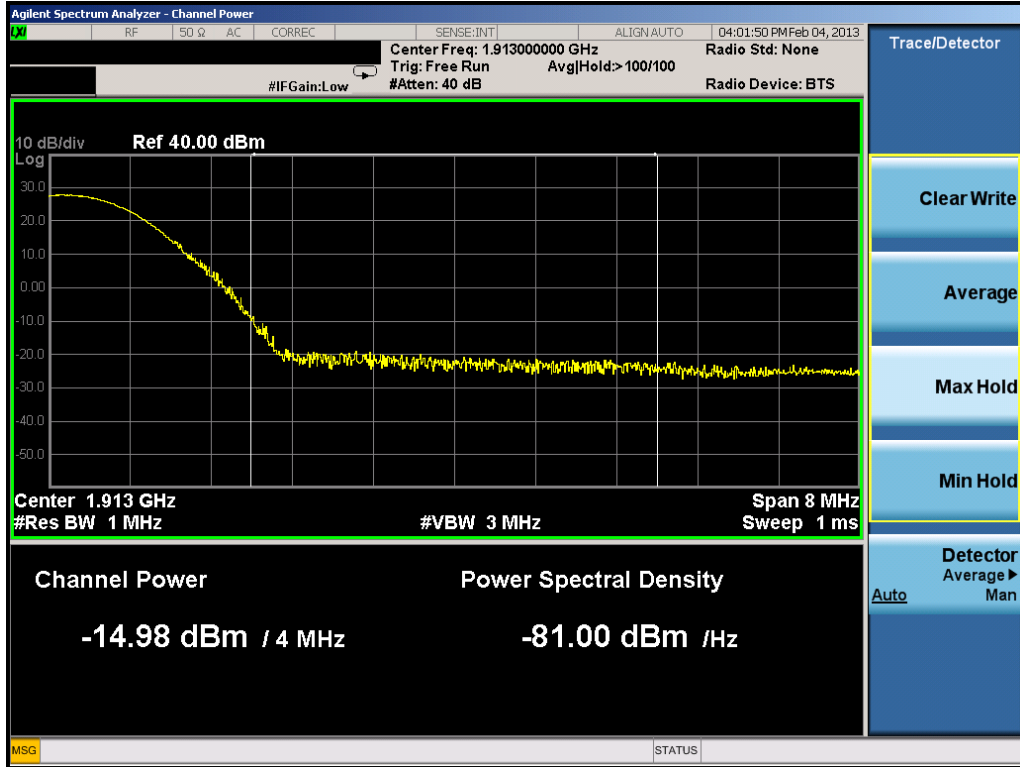 Agilent Spectrum Analyzer - Channel Power
LXI RF 50 Ω AC CORREC SENSE:INT ALIGN AUTO 04:01:50 PM Feb 04, 2013
Center Freq: 1.913000000 GHz Radio Std: None
Trig: Free Run Avg|Hold:> 100/100
#IFGain:Low #Atten: 40 dB Radio Device: BTS
10 dB/div Ref 40.00 dBm
Log
30.0
20.0
10.0
0.00
-10.0
-20.0
-30.0
-40.0
-50.0
Center 1.913 GHz Span 8 MHz
#Res BW 1 MHz #VBW 3 MHz Sweep 1 ms
Channel Power Power Spectral Density
-14.98 dBm / 4 MHz -81.00 dBm /Hz
MSG STATUS
Trace/Detector
Clear Write
Average
Max Hold
Min Hold
Detector
Average▶
Auto Man